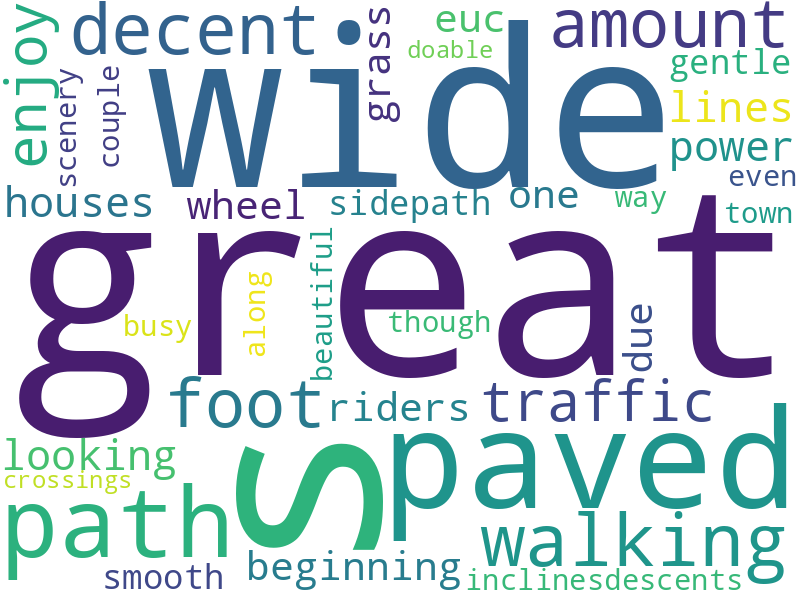 enjoy
decent
wide
euc
amount
doable
grass
gentle
scenery
couple
lines
power
even
houses
wheel
sidepath
one
way
town
great
busy
along
beautiful
though
due
foot
riders
traffic
looking
crossings
s
paved
path
walking
smooth
beginning
inclinesdescents